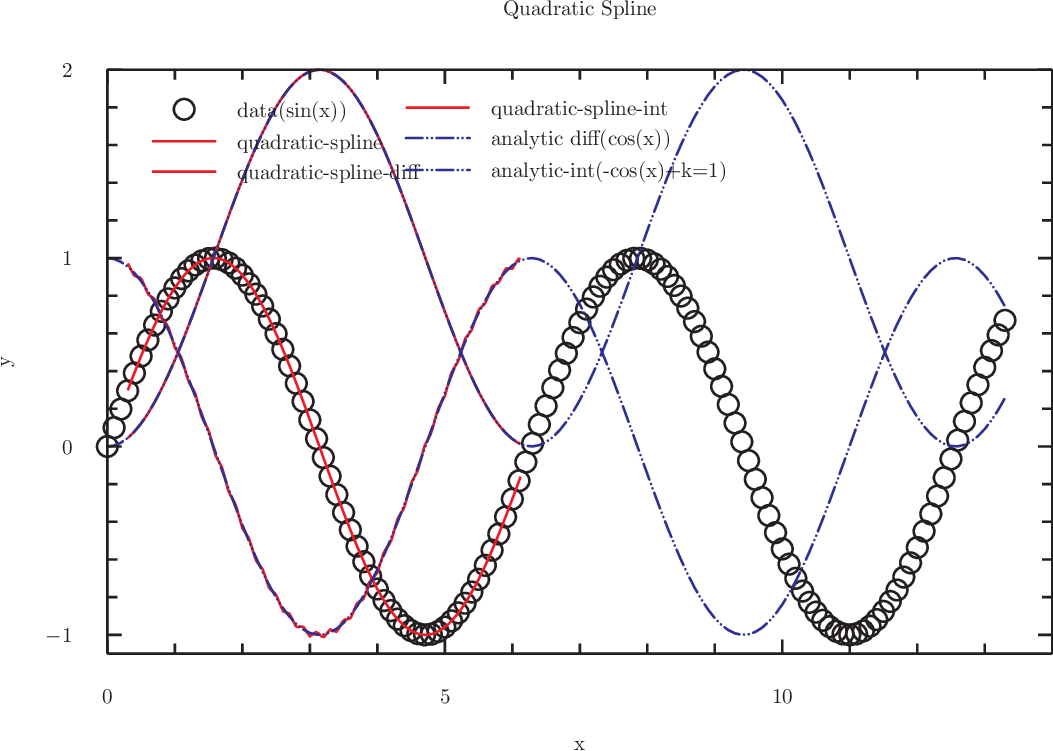 Quadratic Spline
2
data(sin(x))
quadratic-spline
quadratic-spline-diff
quadratic-spline-int
analytic diff(cos(x))
analytic-int(-cos(x)+k=1)
1
y
0
−1
0 5 10
x